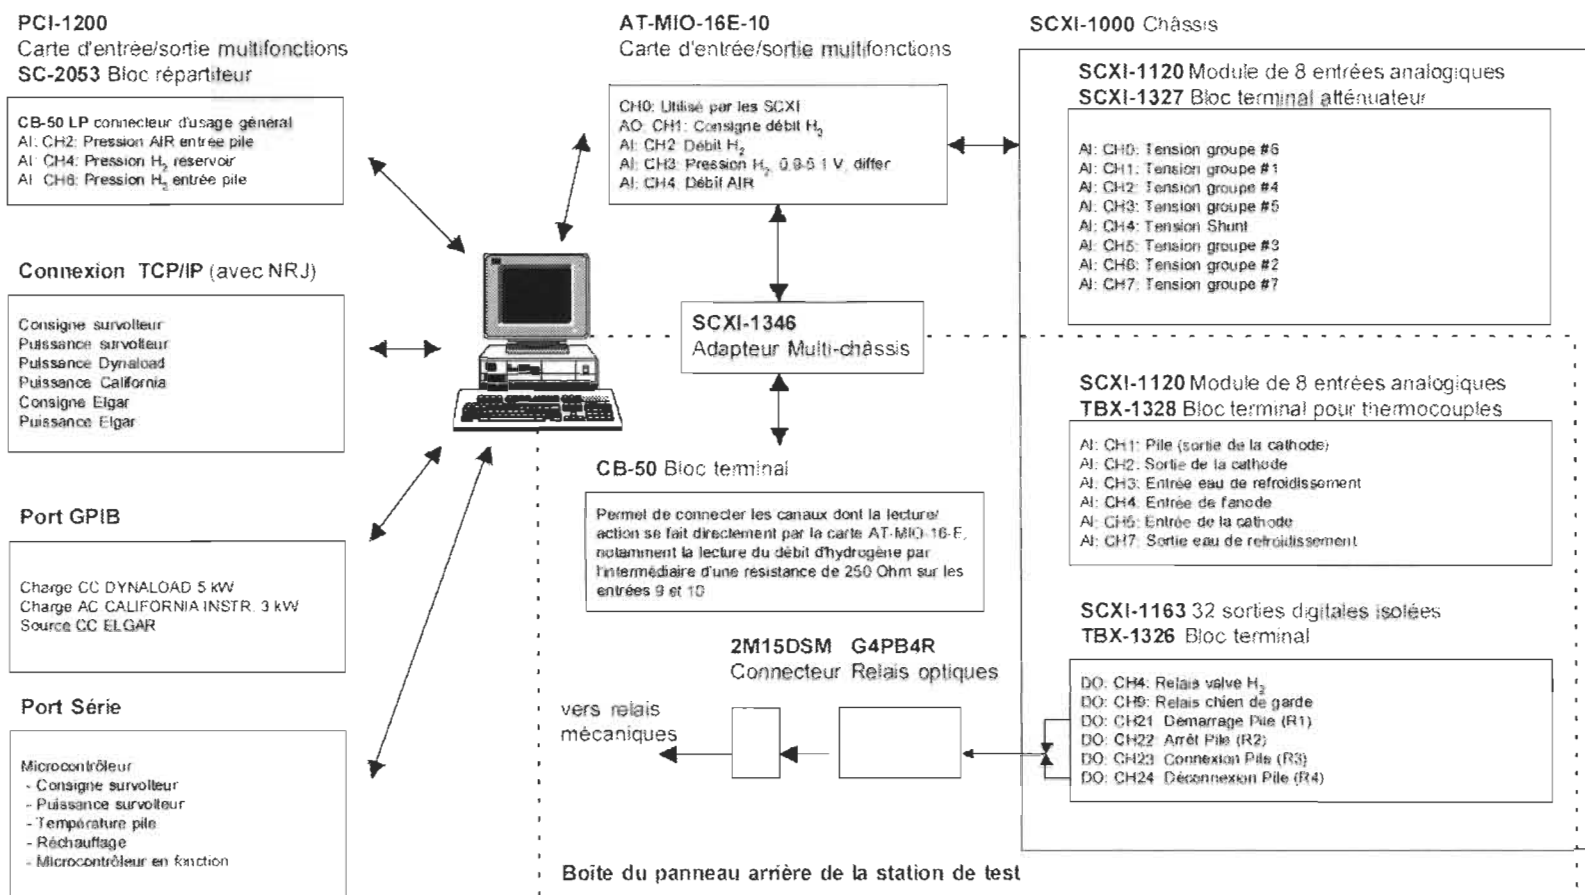 PCI-1200
Carte d'entrée/sortie multifonctions
SC-2053 Bloc répartiteur
CB-50 LP connecteur d'usage général
AI: CH2: Pression AIR entrée pile
AI: CH4: Pression H2 reservoir
AI: CH6: Pression H2 entrée pile
Connexion TCP/IP (avec NRJ)
Consigne survolteur
Puissance survolteur
Puissance Dynaload
Puissance California
Consigne Elgar
Puissance Elgar
Port GPIB
Charge CC DYNALOAD 5 kW
Charge AC CALIFORNIA INSTR. 3 kW
Source CC ELGAR
Port Série
Microcontrôleur
- Consigne survolteur
- Puissance survolteur
- Température pile
- Réchauffage
- Microcontrôleur en fonction
AT-MIO-16E-10
Carte d'entrée/sortie multifonctions
CH0: Utilisé par les SCXI
AO: CH1: Consigne débit H2
AI: CH2: Débit H2
AI: CH3: Pression H2, 0.9-5.1 V, differ
AI: CH4: Débit AIR
SCXI-1346
Adapteur Multi-châssis
CB-50 Bloc terminal
Permet de connecter les canaux dont la lecture/
action se fait directement par la carte AT-MIO-16-E,
notamment la lecture du débit d'hydrogène par
l'intermédiaire d'une résistance de 250 Ohm sur les
entrées 9 et 10
2M15DSM G4PB4R
Connecteur Relais optiques
vers relais
mécaniques
Boîte du panneau arrière de la station de test
SCXI-1000 Châssis
SCXI-1120 Module de 8 entrées analogiques
SCXI-1327 Bloc terminal atténuateur
AI: CH0: Tension groupe #6
AI: CH1: Tension groupe #1
AI: CH2: Tension groupe #4
AI: CH3: Tension groupe #5
AI: CH4: Tension Shunt
AI: CH5: Tension groupe #3
AI: CH6: Tension groupe #2
AI: CH7: Tension groupe #7
SCXI-1120 Module de 8 entrées analogiques
TBX-1328 Bloc terminal pour thermocouples
AI: CH1: Pile (sortie de la cathode)
AI: CH2: Sortie de la cathode
AI: CH3: Entrée eau de refroidissement
AI: CH4: Entrée de l'anode
AI: CH5: Entrée de la cathode
AI: CH7: Sortie eau de refroidissement
SCXI-1163 32 sorties digitales isolées
TBX-1326 Bloc terminal
DO: CH4: Relais valve H2
DO: CH9: Relais chien de garde
DO: CH21 Démarrage Pile (R1)
DO: CH22 Arrêt Pile (R2)
DO: CH23 Connexion Pile (R3)
DO: CH24 Déconnexion Pile (R4)